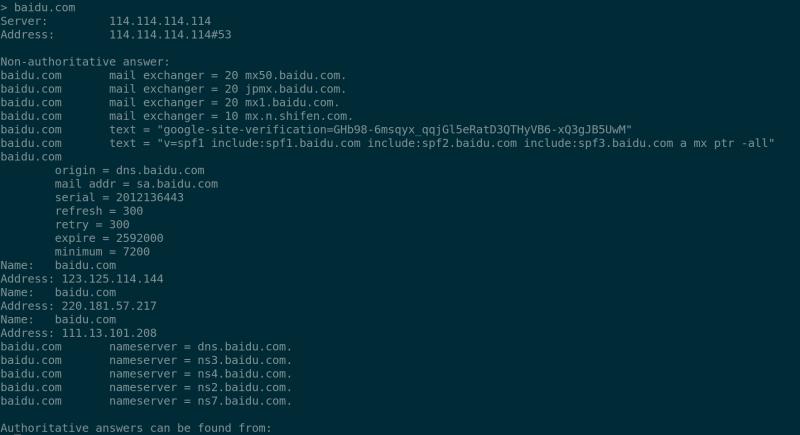 > baidu.com
Server:         114.114.114.114
Address:        114.114.114.114#53

Non-authoritative answer:
baidu.com       mail exchanger = 20 mx50.baidu.com.
baidu.com       mail exchanger = 20 jpmx.baidu.com.
baidu.com       mail exchanger = 20 mx1.baidu.com.
baidu.com       mail exchanger = 10 mx.n.shifen.com.
baidu.com       text = "google-site-verification=GHb98-6msqyx_qqjGl5eRatD3QTHyVB6-xQ3gJB5UwM"
baidu.com       text = "v=spf1 include:spf1.baidu.com include:spf2.baidu.com include:spf3.baidu.com a mx ptr -all"
baidu.com
        origin = dns.baidu.com
        mail addr = sa.baidu.com
        serial = 2012136443
        refresh = 300
        retry = 300
        expire = 2592000
        minimum = 7200
Name:   baidu.com
Address: 123.125.114.144
Name:   baidu.com
Address: 220.181.57.217
Name:   baidu.com
Address: 111.13.101.208
baidu.com       nameserver = dns.baidu.com.
baidu.com       nameserver = ns3.baidu.com.
baidu.com       nameserver = ns4.baidu.com.
baidu.com       nameserver = ns2.baidu.com.
baidu.com       nameserver = ns7.baidu.com.

Authoritative answers can be found from: